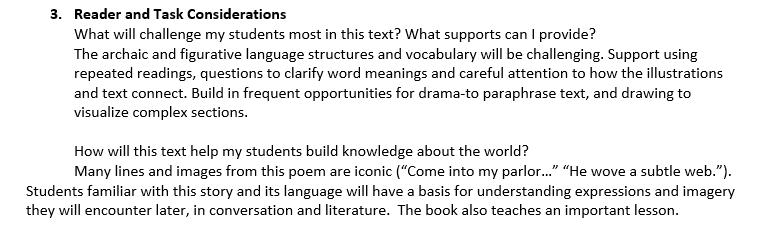 3. Reader and Task Considerations
What will challenge my students most in this text? What supports can I provide?
The archaic and figurative language structures and vocabulary will be challenging. Support using
repeated readings, questions to clarify word meanings and careful attention to how the illustrations
and text connect. Build in frequent opportunities for drama-to paraphrase text, and drawing to
visualize complex sections.
How will this text help my students build knowledge about the world?
Many lines and images from this poem are iconic (“Come into my parlor…” “He wove a subtle web.”).
Students familiar with this story and its language will have a basis for understanding expressions and imagery
they will encounter later, in conversation and literature.  The book also teaches an important lesson.